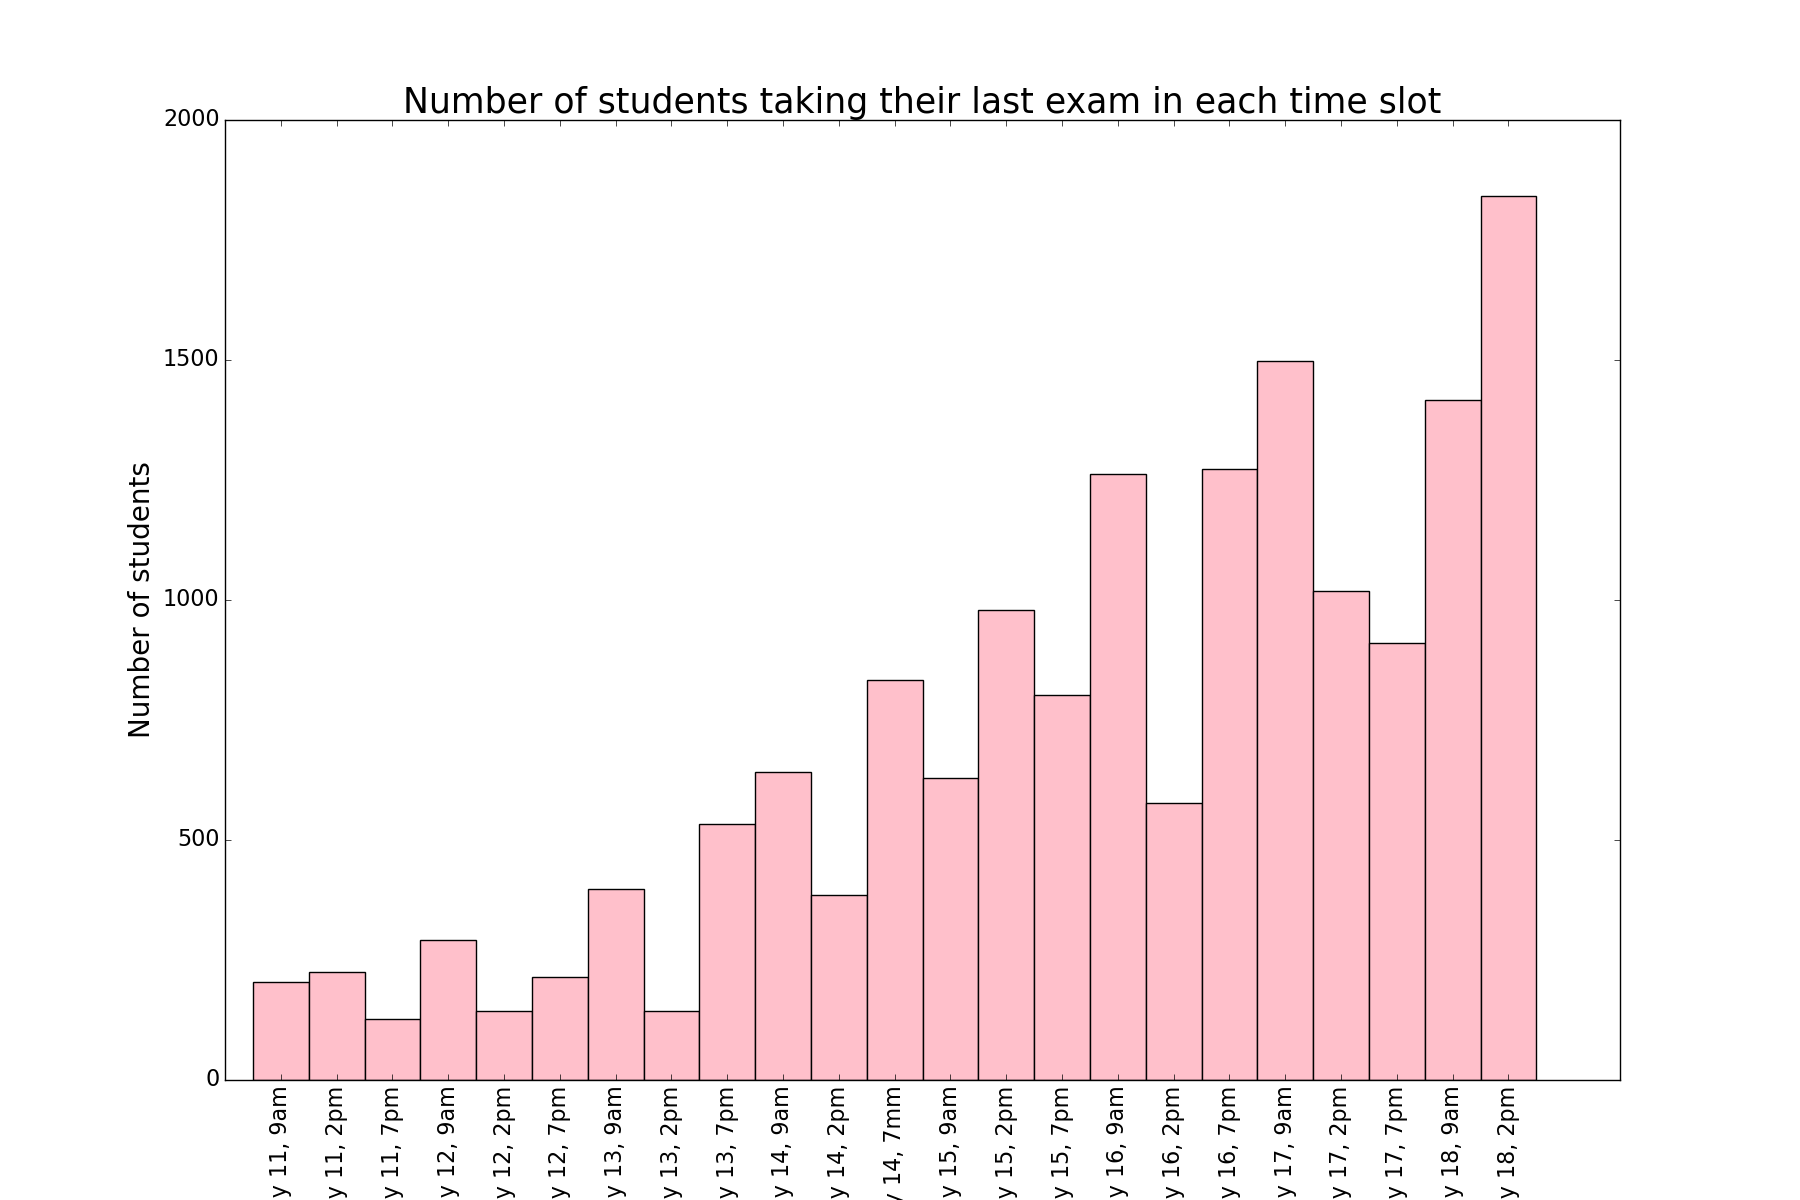 Number of students taking their last exam in each time slot
Number of students
2000
1500
1000
500
0
y 11, 9am
y 11, 2pm
y 11, 7pm
y 12, 9am
y 12, 2pm
y 12, 7pm
y 13, 9am
y 13, 2pm
y 13, 7pm
y 14, 9am
y 14, 2pm
y 14, 7mm
y 15, 9am
y 15, 2pm
y 15, 7pm
y 16, 9am
y 16, 2pm
y 16, 7pm
y 17, 9am
y 17, 2pm
y 17, 7pm
y 18, 9am
y 18, 2pm